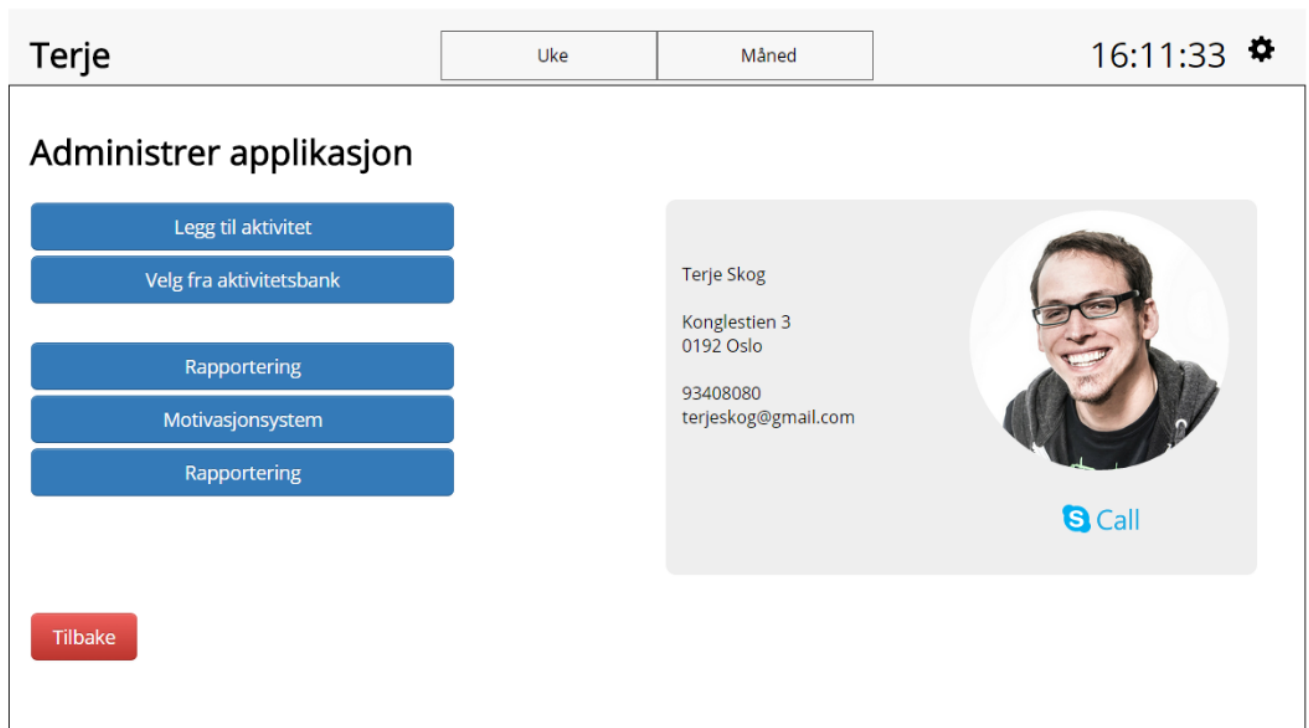 Terje
Uke
Måned
16:11:33
Administrer applikasjon
Legg til aktivitet
Velg fra aktivitetsbank
Rapportering
Motivasjonsystem
Rapportering
Terje Skog
Konglestien 3
0192 Oslo
93408080
terjeskog@gmail.com
S Call
Tilbake